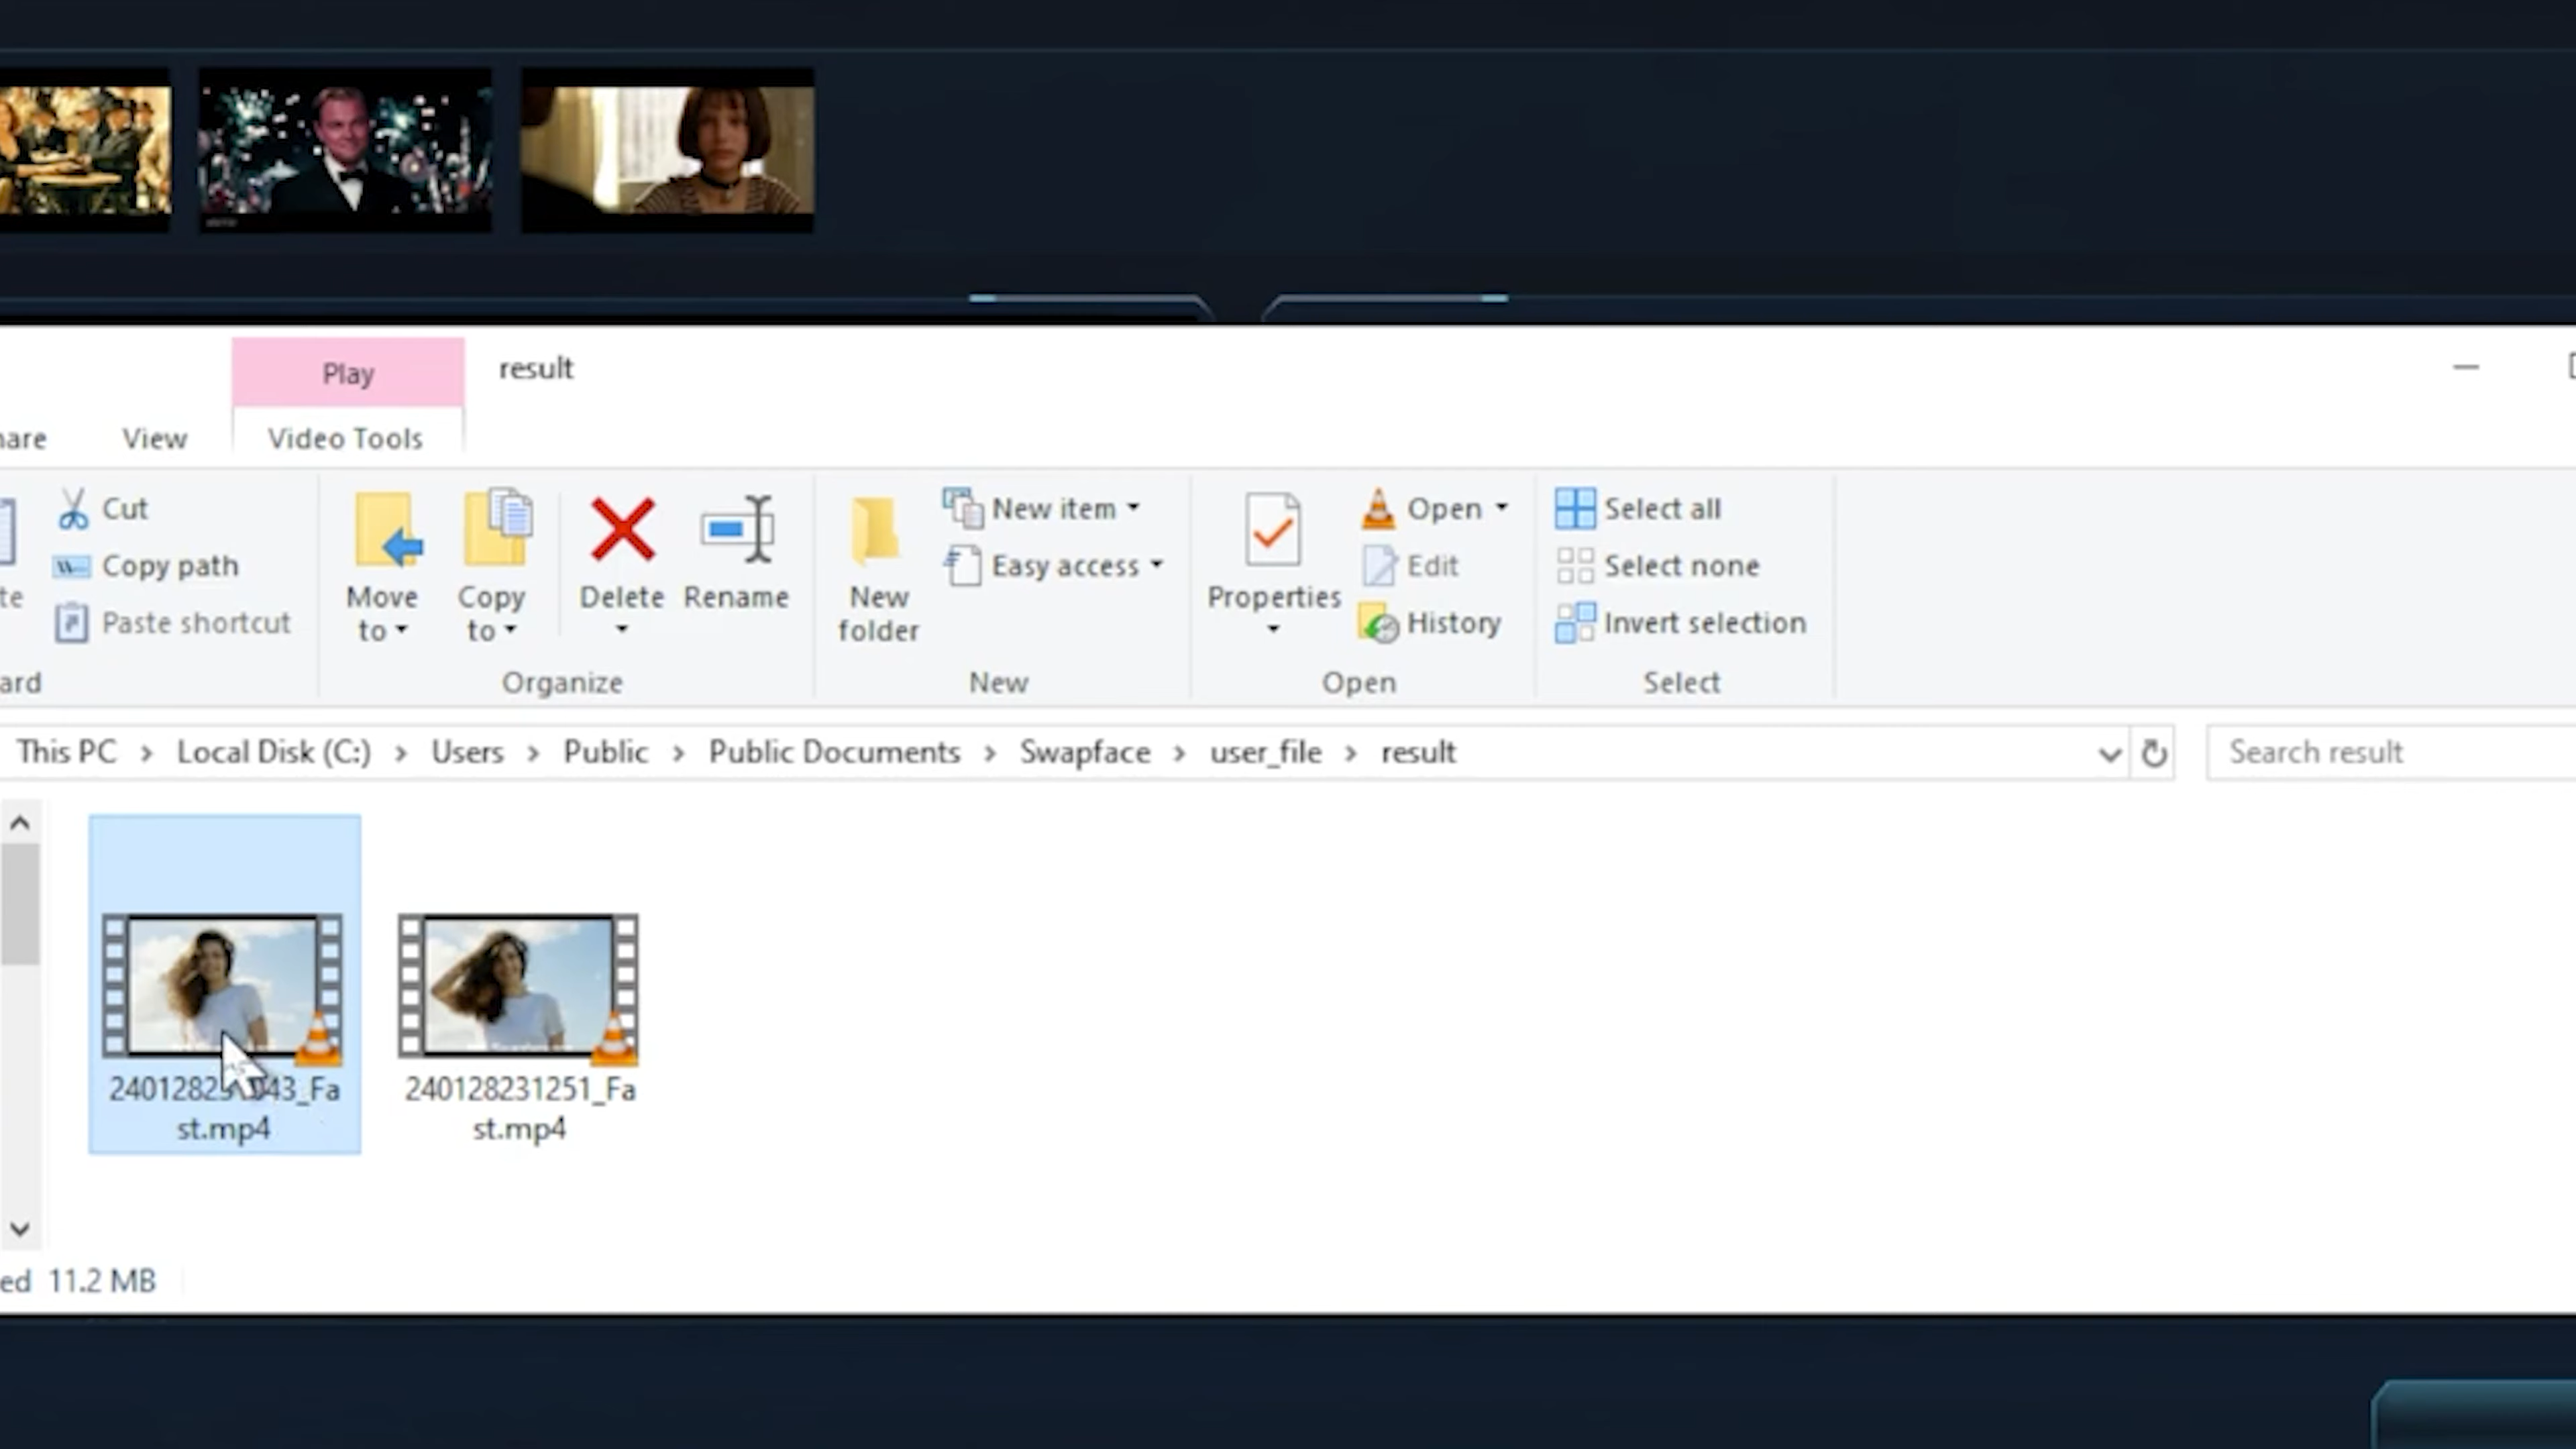 Play
result
hare
View
Video Tools
Cut
Copy path
Paste shortcut
Move
to
Copy
to
Delete
Rename
New
folder
New item
Easy access
Properties
Open
Edit
History
Select all
Select none
Invert selection
ard
Organize
New
Open
Select
This PC > Local Disk (C:) > Users > Public > Public Documents > Swapface > user_file > result
Search result
043_Fa
st.mp4
240128231251_Fa
st.mp4
ed 11.2 MB